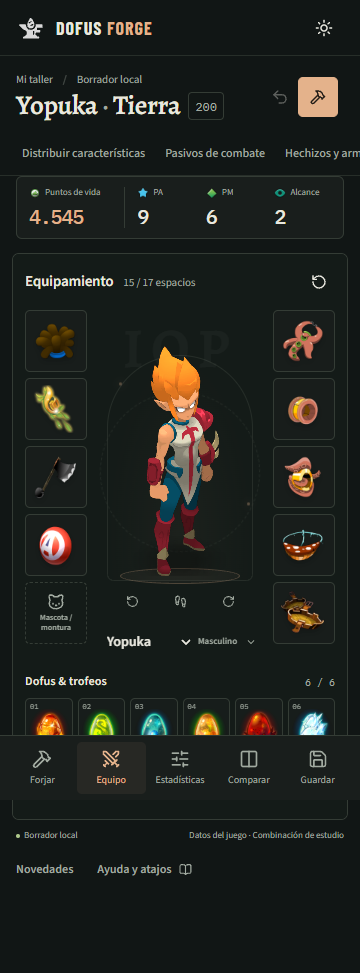 DOFUS FORGE
Mi taller / Borrador local
Yopuka · Tierra 200
Distribuir características Pasivos de combate Hechizos y arm
Puntos de vida PA PM Alcance
4.545 9 6 2
Equipamiento 15 / 17 espacios
IOP
Mascota /
montura
Yopuka Masculino
Dofus & trofeos 6 / 6
01 02 03 04 05 06
Forjar Equipo Estadísticas Comparar Guardar
Borrador local Datos del juego · Combinación de estudio
Novedades Ayuda y atajos